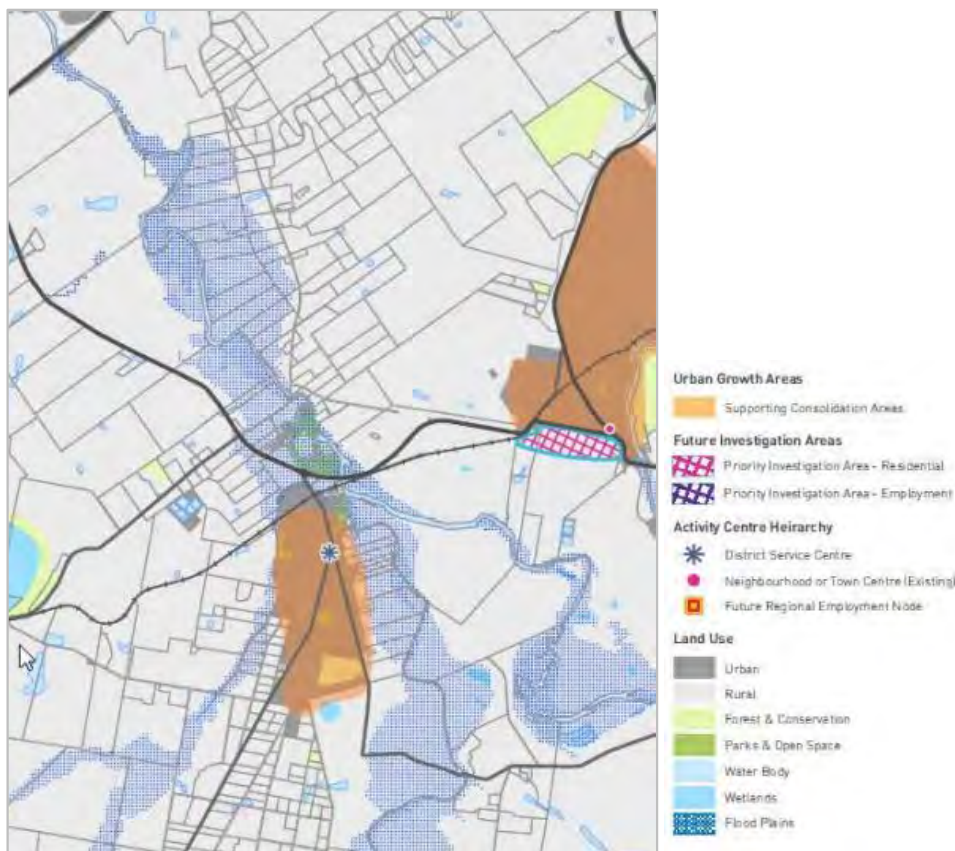 Urban Growth Areas
Supporting Consolidation Areas
Future Investigation Areas
Priority Investigation Area - Residential
Priority Investigation Area - Employment
Activity Centre Heirarchy
District Service Centre
Neighbourhood or Town Centre (Existing)
Future Regional Employment Node
Land Use
Urban
Rural
Forest & Conservation
Parks & Open Space
Water Body
Wetlands
Flood Plains